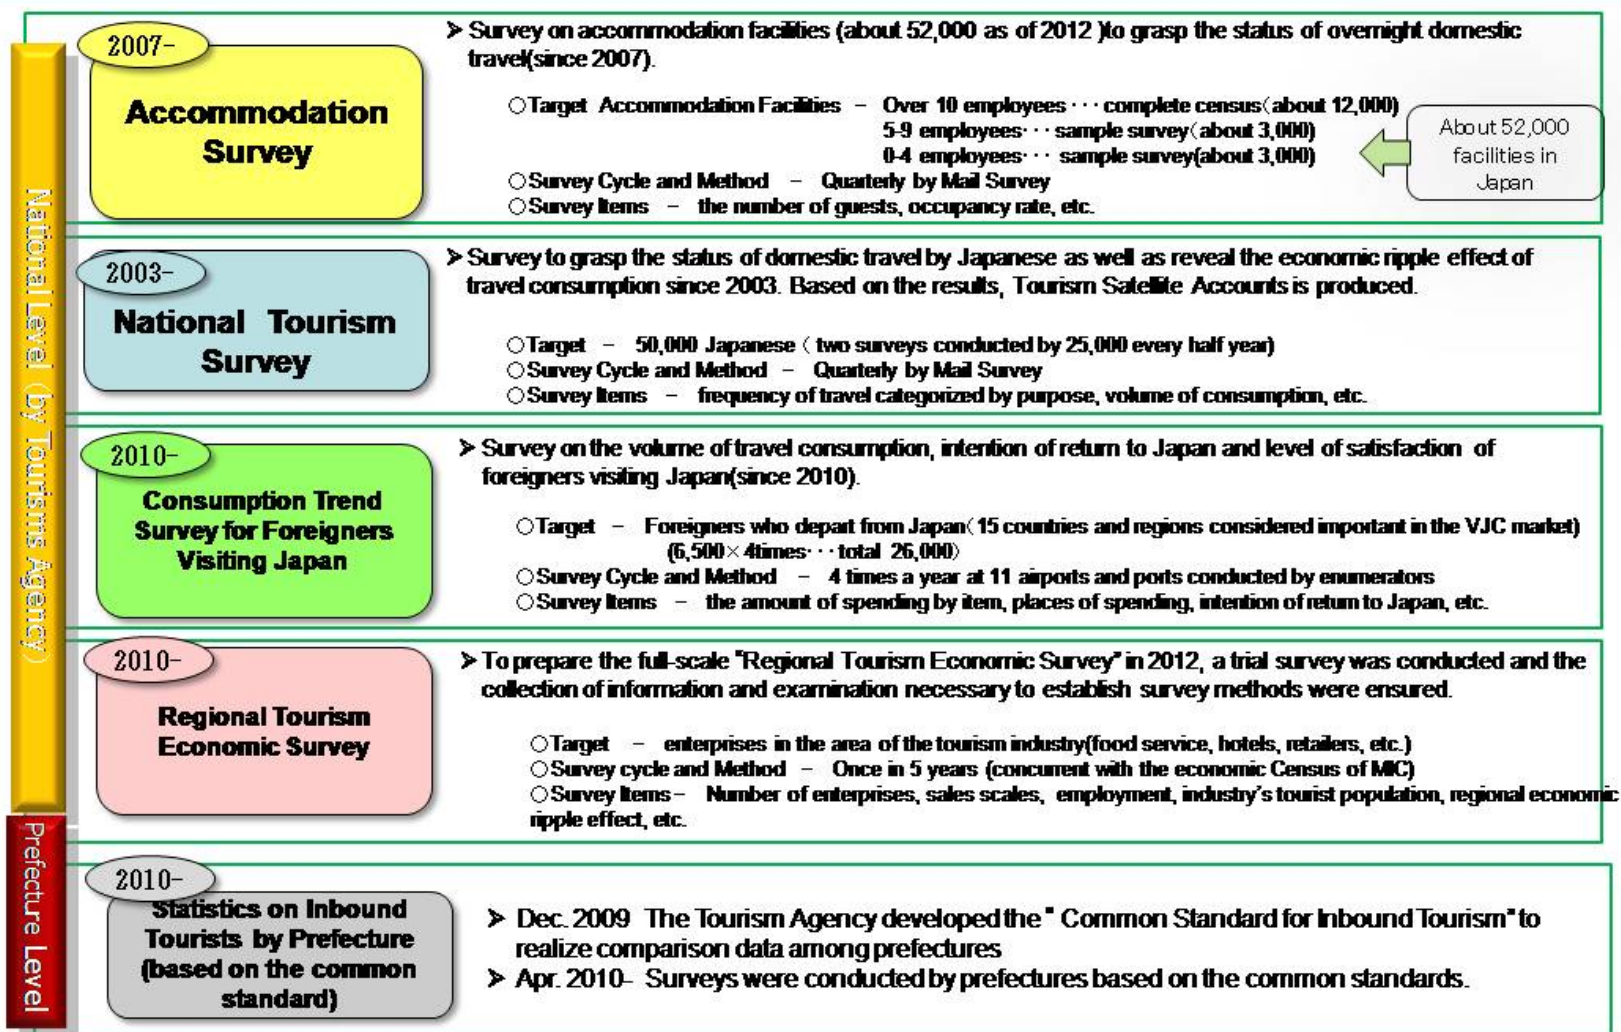 National Level (by Tourisms Agency)
2007-
Accommodation
Survey
➢ Survey on accommodation facilities (about 52,000 as of 2012 )to grasp the status of overnight domestic
travel(since 2007).
○Target Accommodation Facilities － Over 10 employees ··· complete census(about 12,000)
5-9 employees··· sample survey(about 3,000)
0-4 employees··· sample survey(about 3,000)
○Survey Cycle and Method － Quarterly by Mail Survey
○Survey Items － the number of guests, occupancy rate, etc.
About 52,000
facilities in
Japan
2003-
National Tourism
Survey
➢ Survey to grasp the status of domestic travel by Japanese as well as reveal the economic ripple effect of
travel consumption since 2003. Based on the results, Tourism Satellite Accounts is produced.
○Target － 50,000 Japanese ( two surveys conducted by 25,000 every half year)
○Survey Cycle and Method － Quarterly by Mail Survey
○Survey Items － frequency of travel categorized by purpose, volume of consumption, etc.
2010-
Consumption Trend
Survey for Foreigners
Visiting Japan
➢ Survey on the volume of travel consumption, intention of return to Japan and level of satisfaction of
foreigners visiting Japan(since 2010).
○Target － Foreigners who depart from Japan(15 countries and regions considered important in the VJC market)
(6,500×4times···total 26,000)
○Survey Cycle and Method － 4 times a year at 11 airports and ports conducted by enumerators
○Survey Items － the amount of spending by item, places of spending, intention of return to Japan, etc.
2010-
Regional Tourism
Economic Survey
➢ To prepare the full-scale "Regional Tourism Economic Survey" in 2012, a trial survey was conducted and the
collection of information and examination necessary to establish survey methods were ensured.
○Target － enterprises in the area of the tourism industry(food service, hotels, retailers, etc.)
○Survey cycle and Method － Once in 5 years (concurrent with the economic Census of MIC)
○Survey Items－ Number of enterprises, sales scales, employment, industry's tourist population, regional economic
ripple effect, etc.
Prefecture Level
2010-
Statistics on Inbound
Tourists by Prefecture
(based on the common
standard)
➢ Dec. 2009 The Tourism Agency developed the " Common Standard for Inbound Tourism" to
realize comparison data among prefectures
➢ Apr. 2010- Surveys were conducted by prefectures based on the common standards.